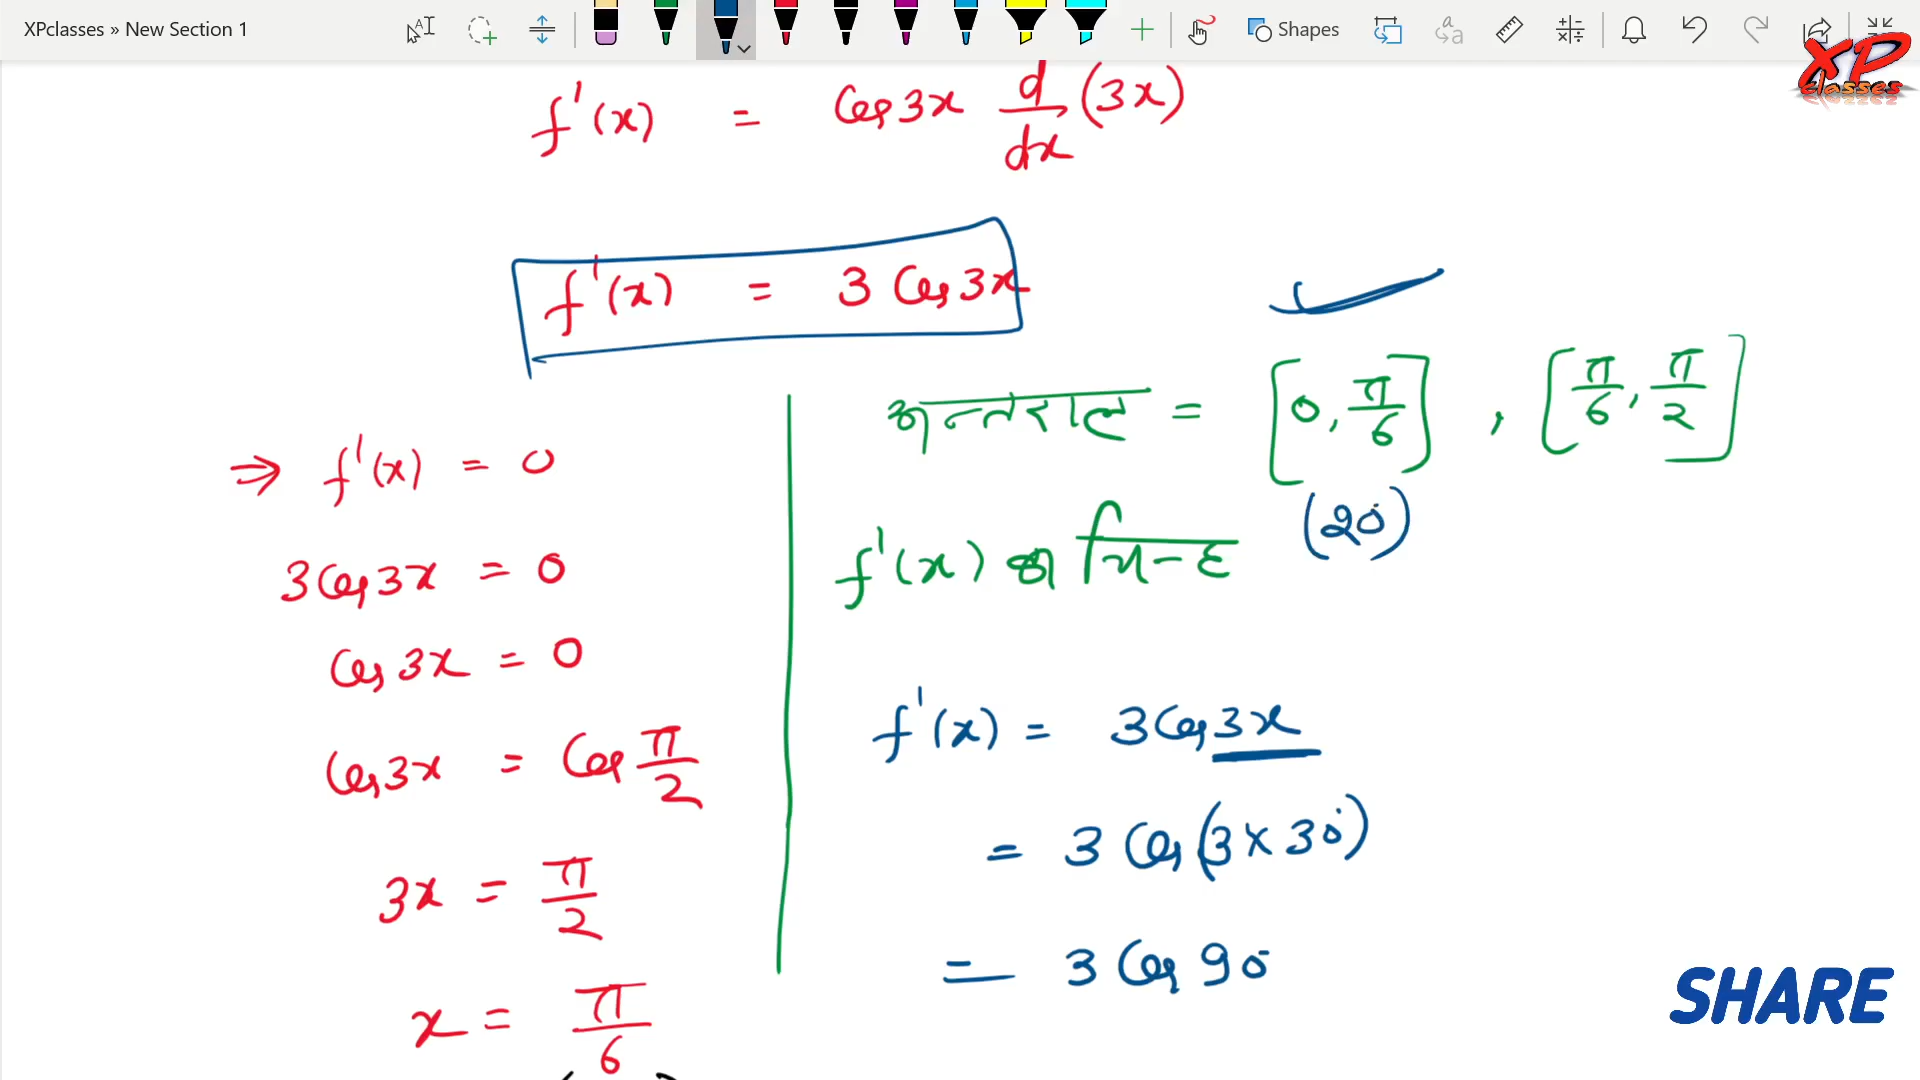 XPclasses » New Section 1
Shapes
XP
classes
f'(x) = Cos 3x d/dx (3x)
f'(x) = 3 Cos 3x
अन्तराल = [0, π/6] , [π/6, π/2]
⇒ f'(x) = 0
(20°)
f'(x) का चिन्ह
3 Cos 3x = 0
Cos 3x = 0
f'(x) = 3 Cos 3x
Cos 3x = Cos π/2
= 3 Cos (3 × 30°)
3x = π/2
= 3 Cos 90°
x = π/6
SHARE